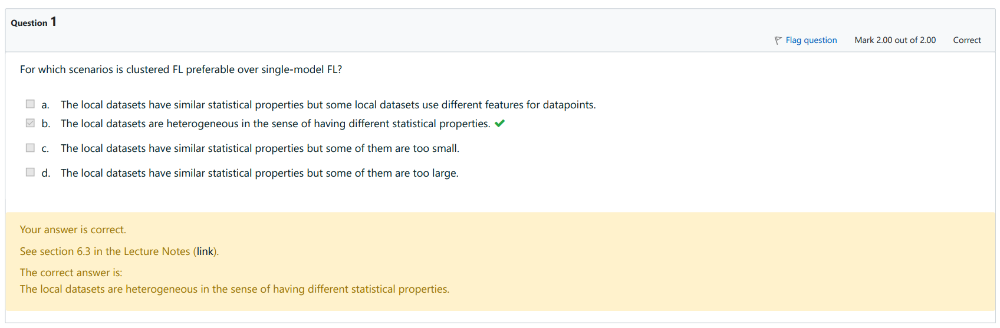 Question 1
Flag question Mark 2.00 out of 2.00 Correct
For which scenarios is clustered FL preferable over single-model FL?
a. The local datasets have similar statistical properties but some local datasets use different features for datapoints.
b. The local datasets are heterogeneous in the sense of having different statistical properties.
c. The local datasets have similar statistical properties but some of them are too small.
d. The local datasets have similar statistical properties but some of them are too large.
Your answer is correct.
See section 6.3 in the Lecture Notes (link).
The correct answer is:
The local datasets are heterogeneous in the sense of having different statistical properties.